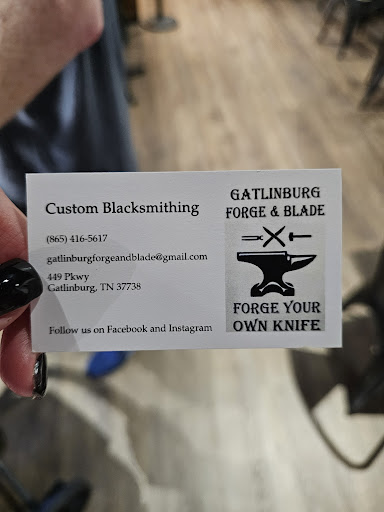 Custom Blacksmithing
(865) 416-5617
gatlinburgforgeandblade@gmail.com
449 Pkwy
Gatlinburg, TN 37738
Follow us on Facebook and Instagram
GATLINBURG
FORGE & BLADE
FORGE YOUR
OWN KNIFE